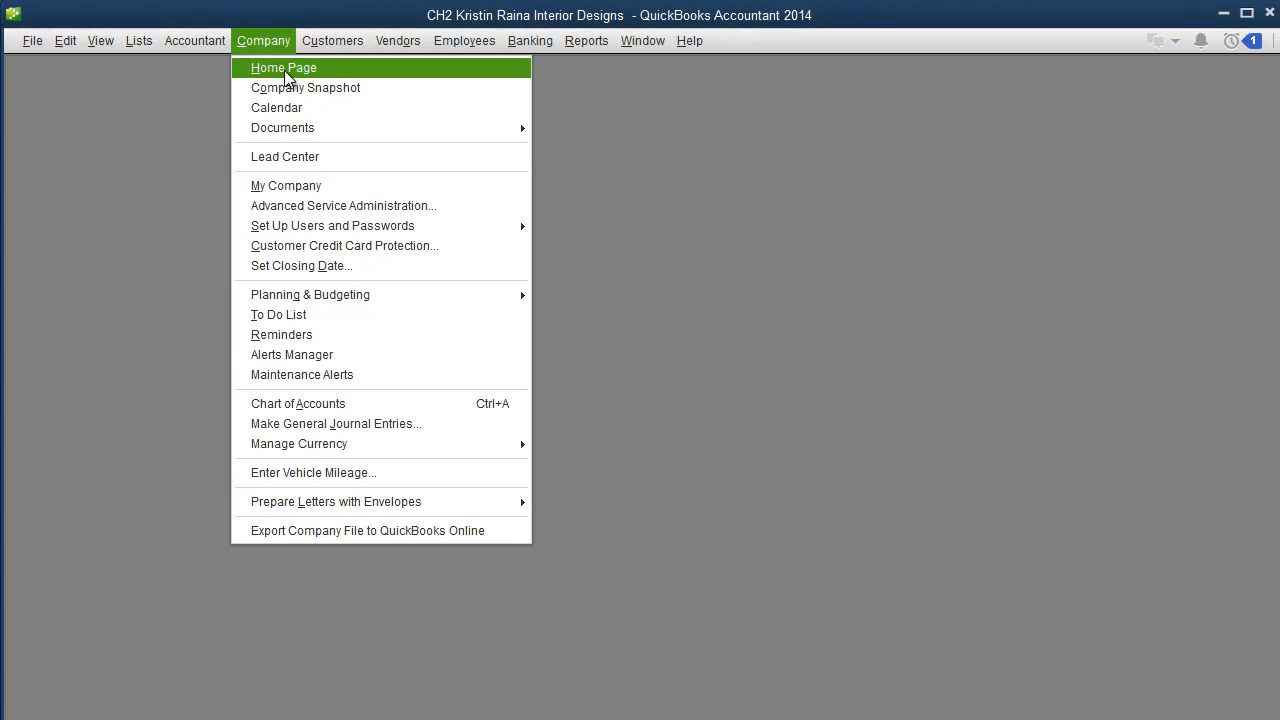 CH2 Kristin Raina Interior Designs - QuickBooks Accountant 2014
File Edit View Lists Accountant Company Customers Vendors Employees Banking Reports Window Help 1
Home Page
Company Snapshot
Calendar
Documents
Lead Center
My Company
Advanced Service Administration...
Set Up Users and Passwords
Customer Credit Card Protection...
Set Closing Date...
Planning & Budgeting
To Do List
Reminders
Alerts Manager
Maintenance Alerts
Chart of Accounts Ctrl+A
Make General Journal Entries...
Manage Currency
Enter Vehicle Mileage...
Prepare Letters with Envelopes
Export Company File to QuickBooks Online